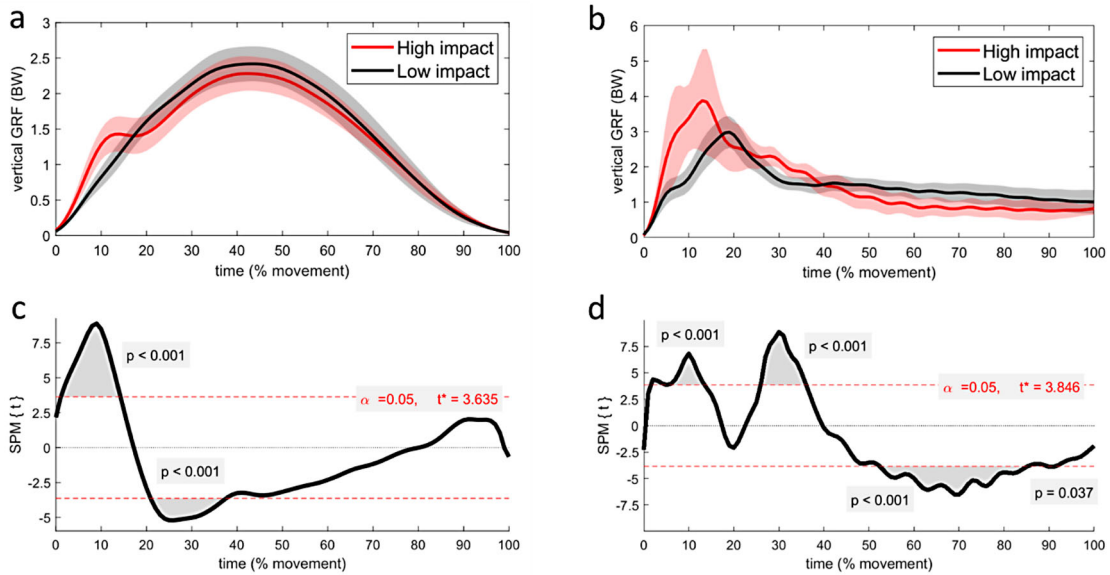 a
3
2.5
2
1.5
1
0.5
0
vertical GRF (BW)
High impact
Low impact
0 10 20 30 40 50 60 70 80 90 100
time (% movement)
b
6
5
4
3
2
1
0
vertical GRF (BW)
High impact
Low impact
0 10 20 30 40 50 60 70 80 90 100
time (% movement)
c
7.5
5
2.5
0
-2.5
-5
SPM { t }
p < 0.001
α =0.05, t* = 3.635
p < 0.001
0 10 20 30 40 50 60 70 80 90 100
time (% movement)
d
7.5
5
2.5
0
-2.5
-5
-7.5
SPM { t }
p < 0.001
p < 0.001
α =0.05, t* = 3.846
p < 0.001
p = 0.037
0 10 20 30 40 50 60 70 80 90 100
time (% movement)